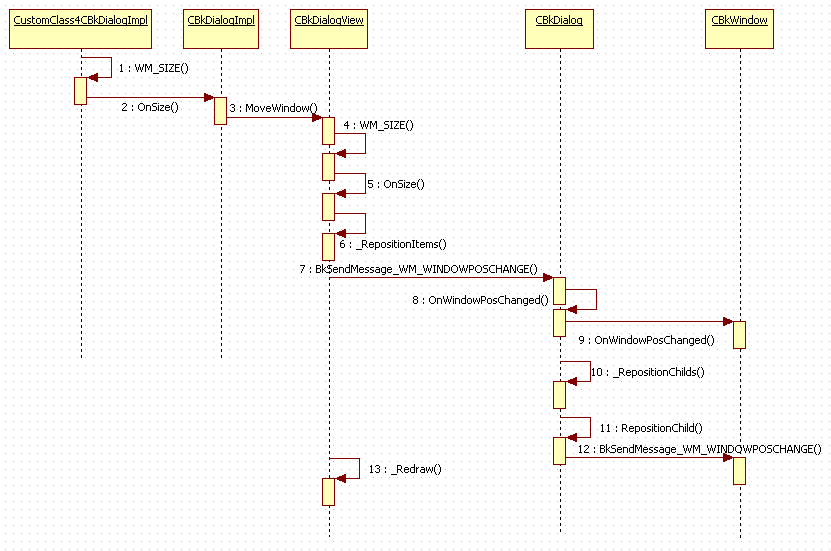 CustomClass4CBkDialogImpl
CBkDialogImpl
CBkDialogView
CBkDialog
CBkWindow
1 : WM_SIZE()
2 : OnSize()
3 : MoveWindow()
4 : WM_SIZE()
5 : OnSize()
6 : _RepositionItems()
7 : BkSendMessage_WM_WINDOWPOSCHANGE()
8 : OnWindowPosChanged()
9 : OnWindowPosChanged()
10 : _RepositionChilds()
11 : RepositionChild()
12 : BkSendMessage_WM_WINDOWPOSCHANGE()
13 : _Redraw()